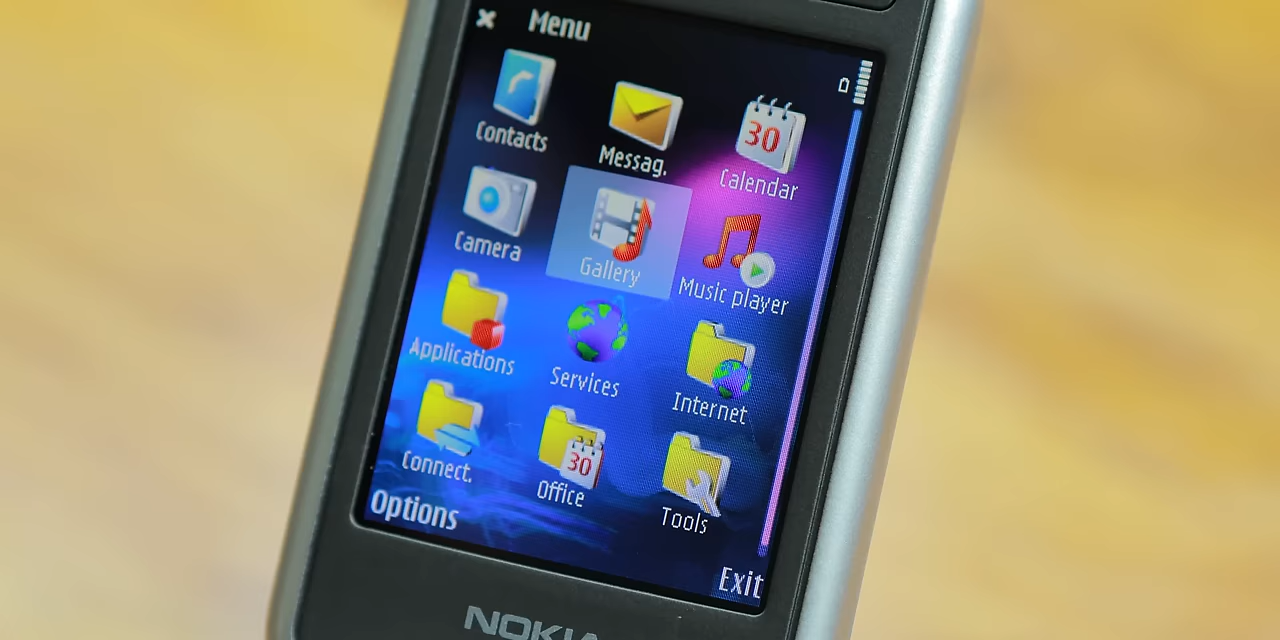 Menu
Contacts
Messag.
30
Calendar
Camera
Gallery
Music player
Applications
Services
Internet
Connect.
30
Office
Tools
Options
Exit
NOKIA